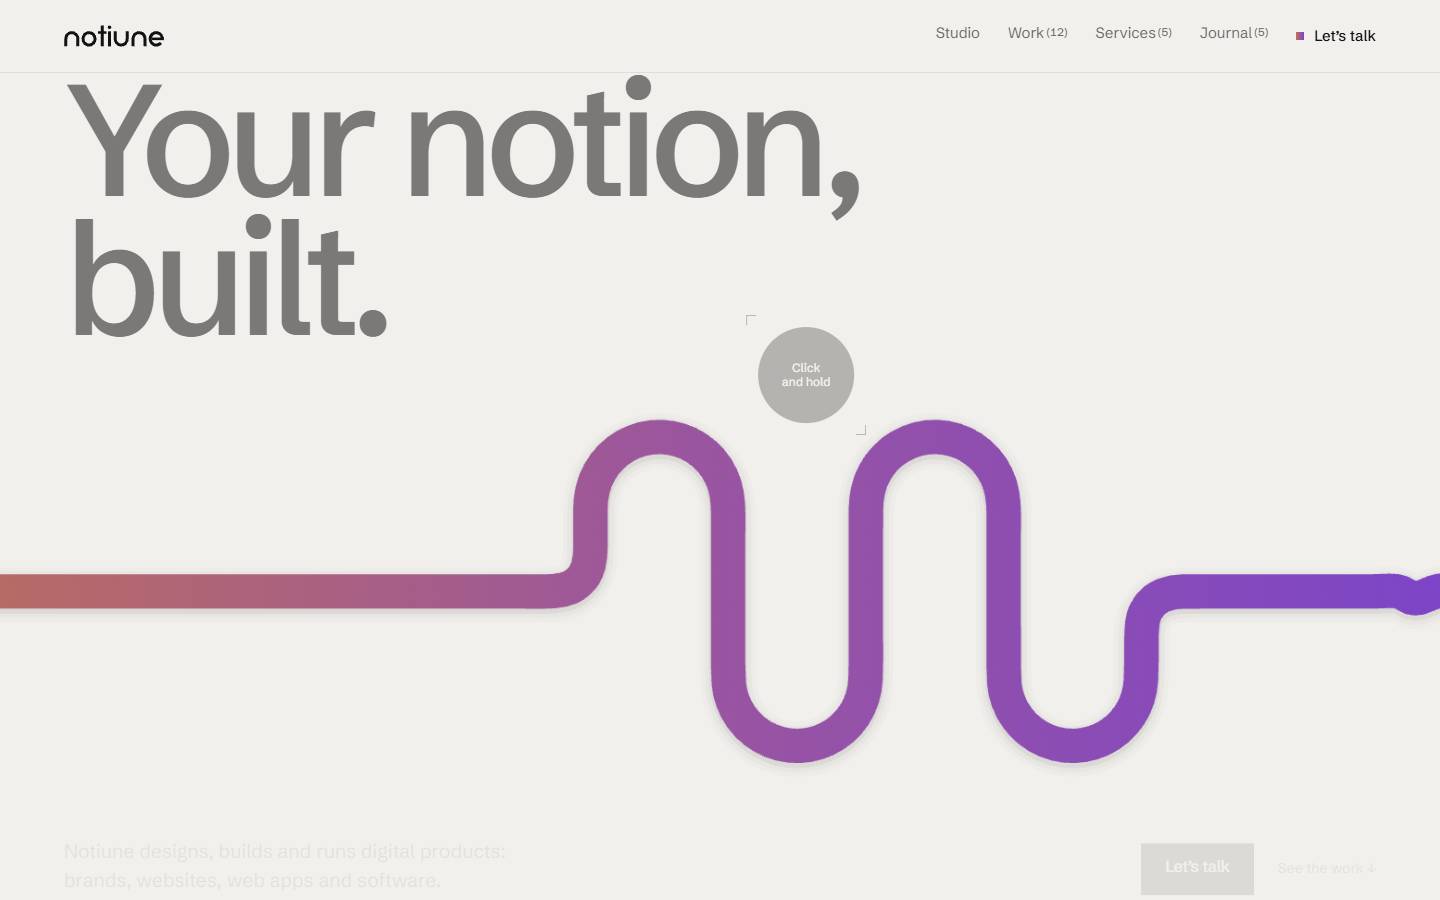 notiune
Studio
Work (12)
Services (5)
Journal (5)
Let's talk
Your notion,
built.
Click
and hold
Notiune designs, builds and runs digital products:
brands, websites, web apps and software.
Let's talk
See the work ↓